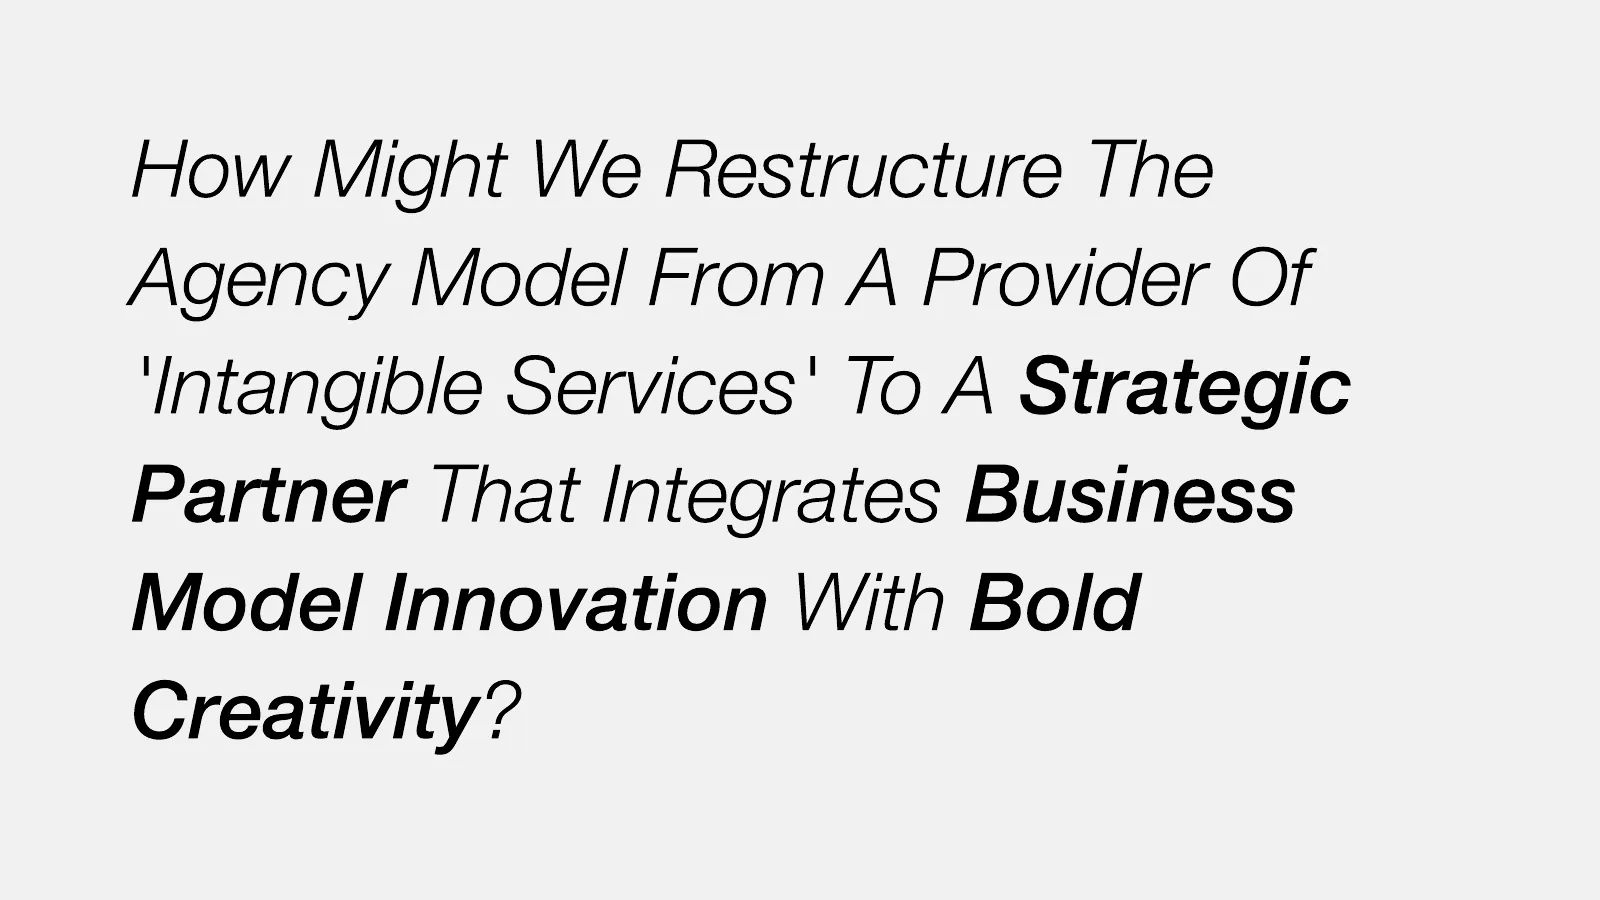 How Might We Restructure The
Agency Model From A Provider Of
'Intangible Services' To A Strategic
Partner That Integrates Business
Model Innovation With Bold
Creativity?